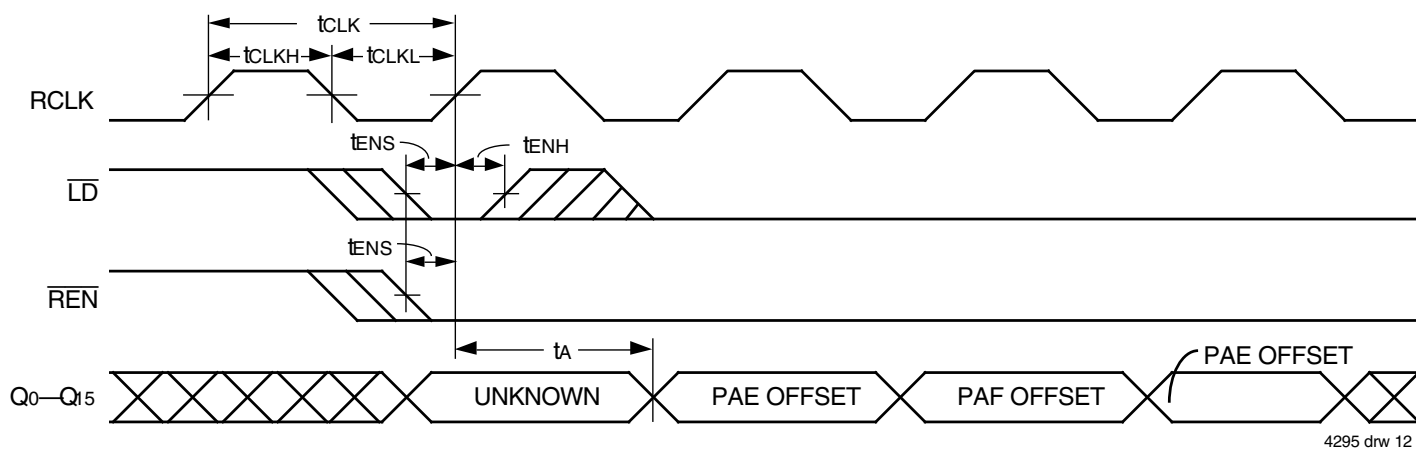 tCLK
tCLKH
tCLKL
RCLK
tENS
tENH
LD
tENS
REN
tA
PAE OFFSET
Q0—Q15
UNKNOWN
PAE OFFSET
PAF OFFSET
4295 drw 12